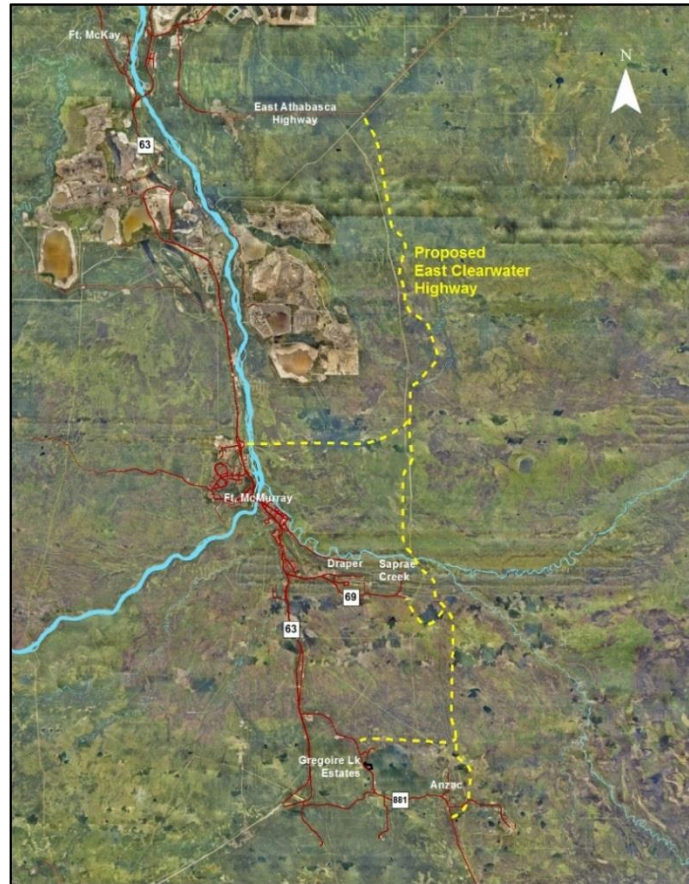 Ft. McKay
N
East Athabasca
Highway
63
Proposed
East Clearwater
Highway
Ft. McMurray
Draper
Saprae
Creek
69
63
Gregoire Lk
Estates
Anzac
881